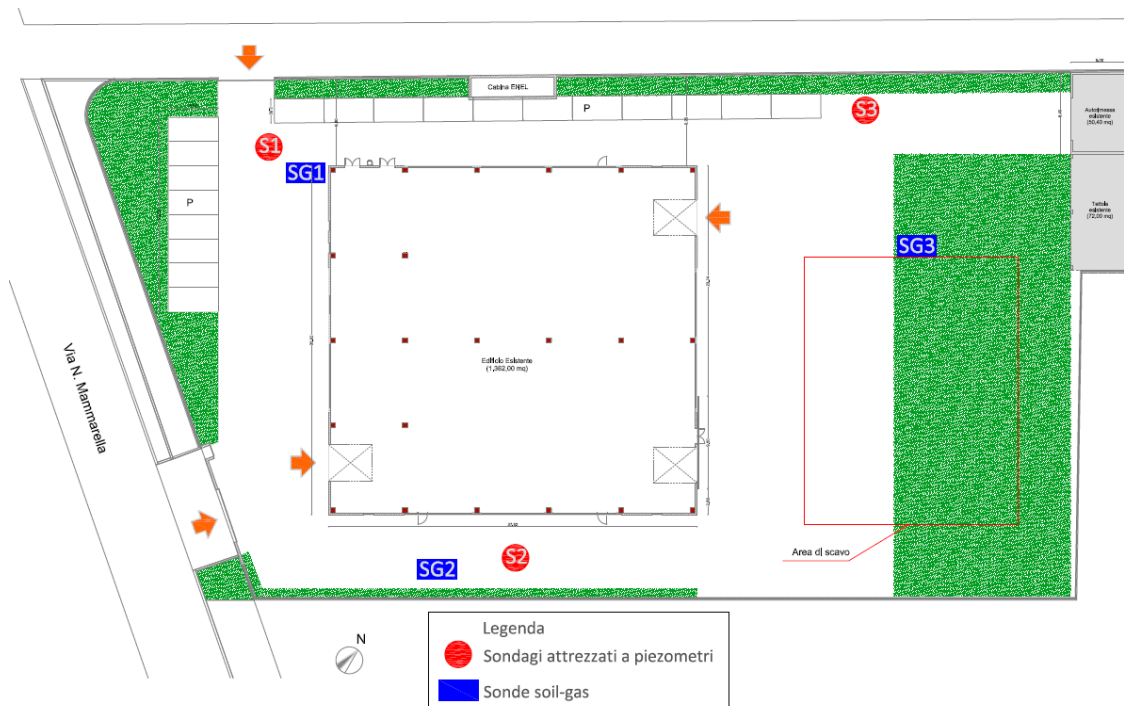 Cabina ENEL
P
S3
Autorimessa
esistente
(50,40 mq)
S1
SG1
P
Tettoia
esistente
(72,00 mq)
SG3
Via N. Mammarella
Edificio Esistente
(1,362,00 mq)
Area di scavo
S2
SG2
N
Legenda
Sondagi attrezzati a piezometri
Sonde soil-gas